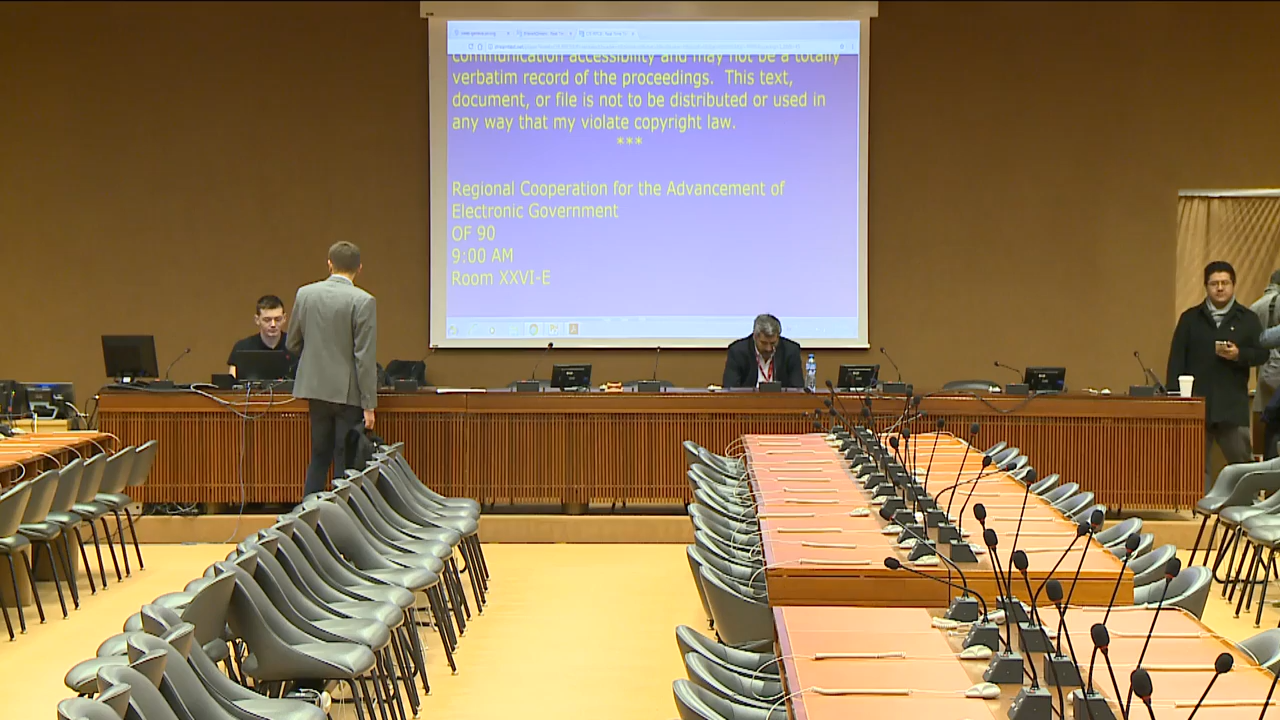 communication accessibility and may not be a totally
verbatim record of the proceedings. This text,
document, or file is not to be distributed or used in
any way that my violate copyright law.
***
Regional Cooperation for the Advancement of
Electronic Government
OF 90
9:00 AM
Room XXVI-E